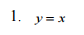 1. y = x